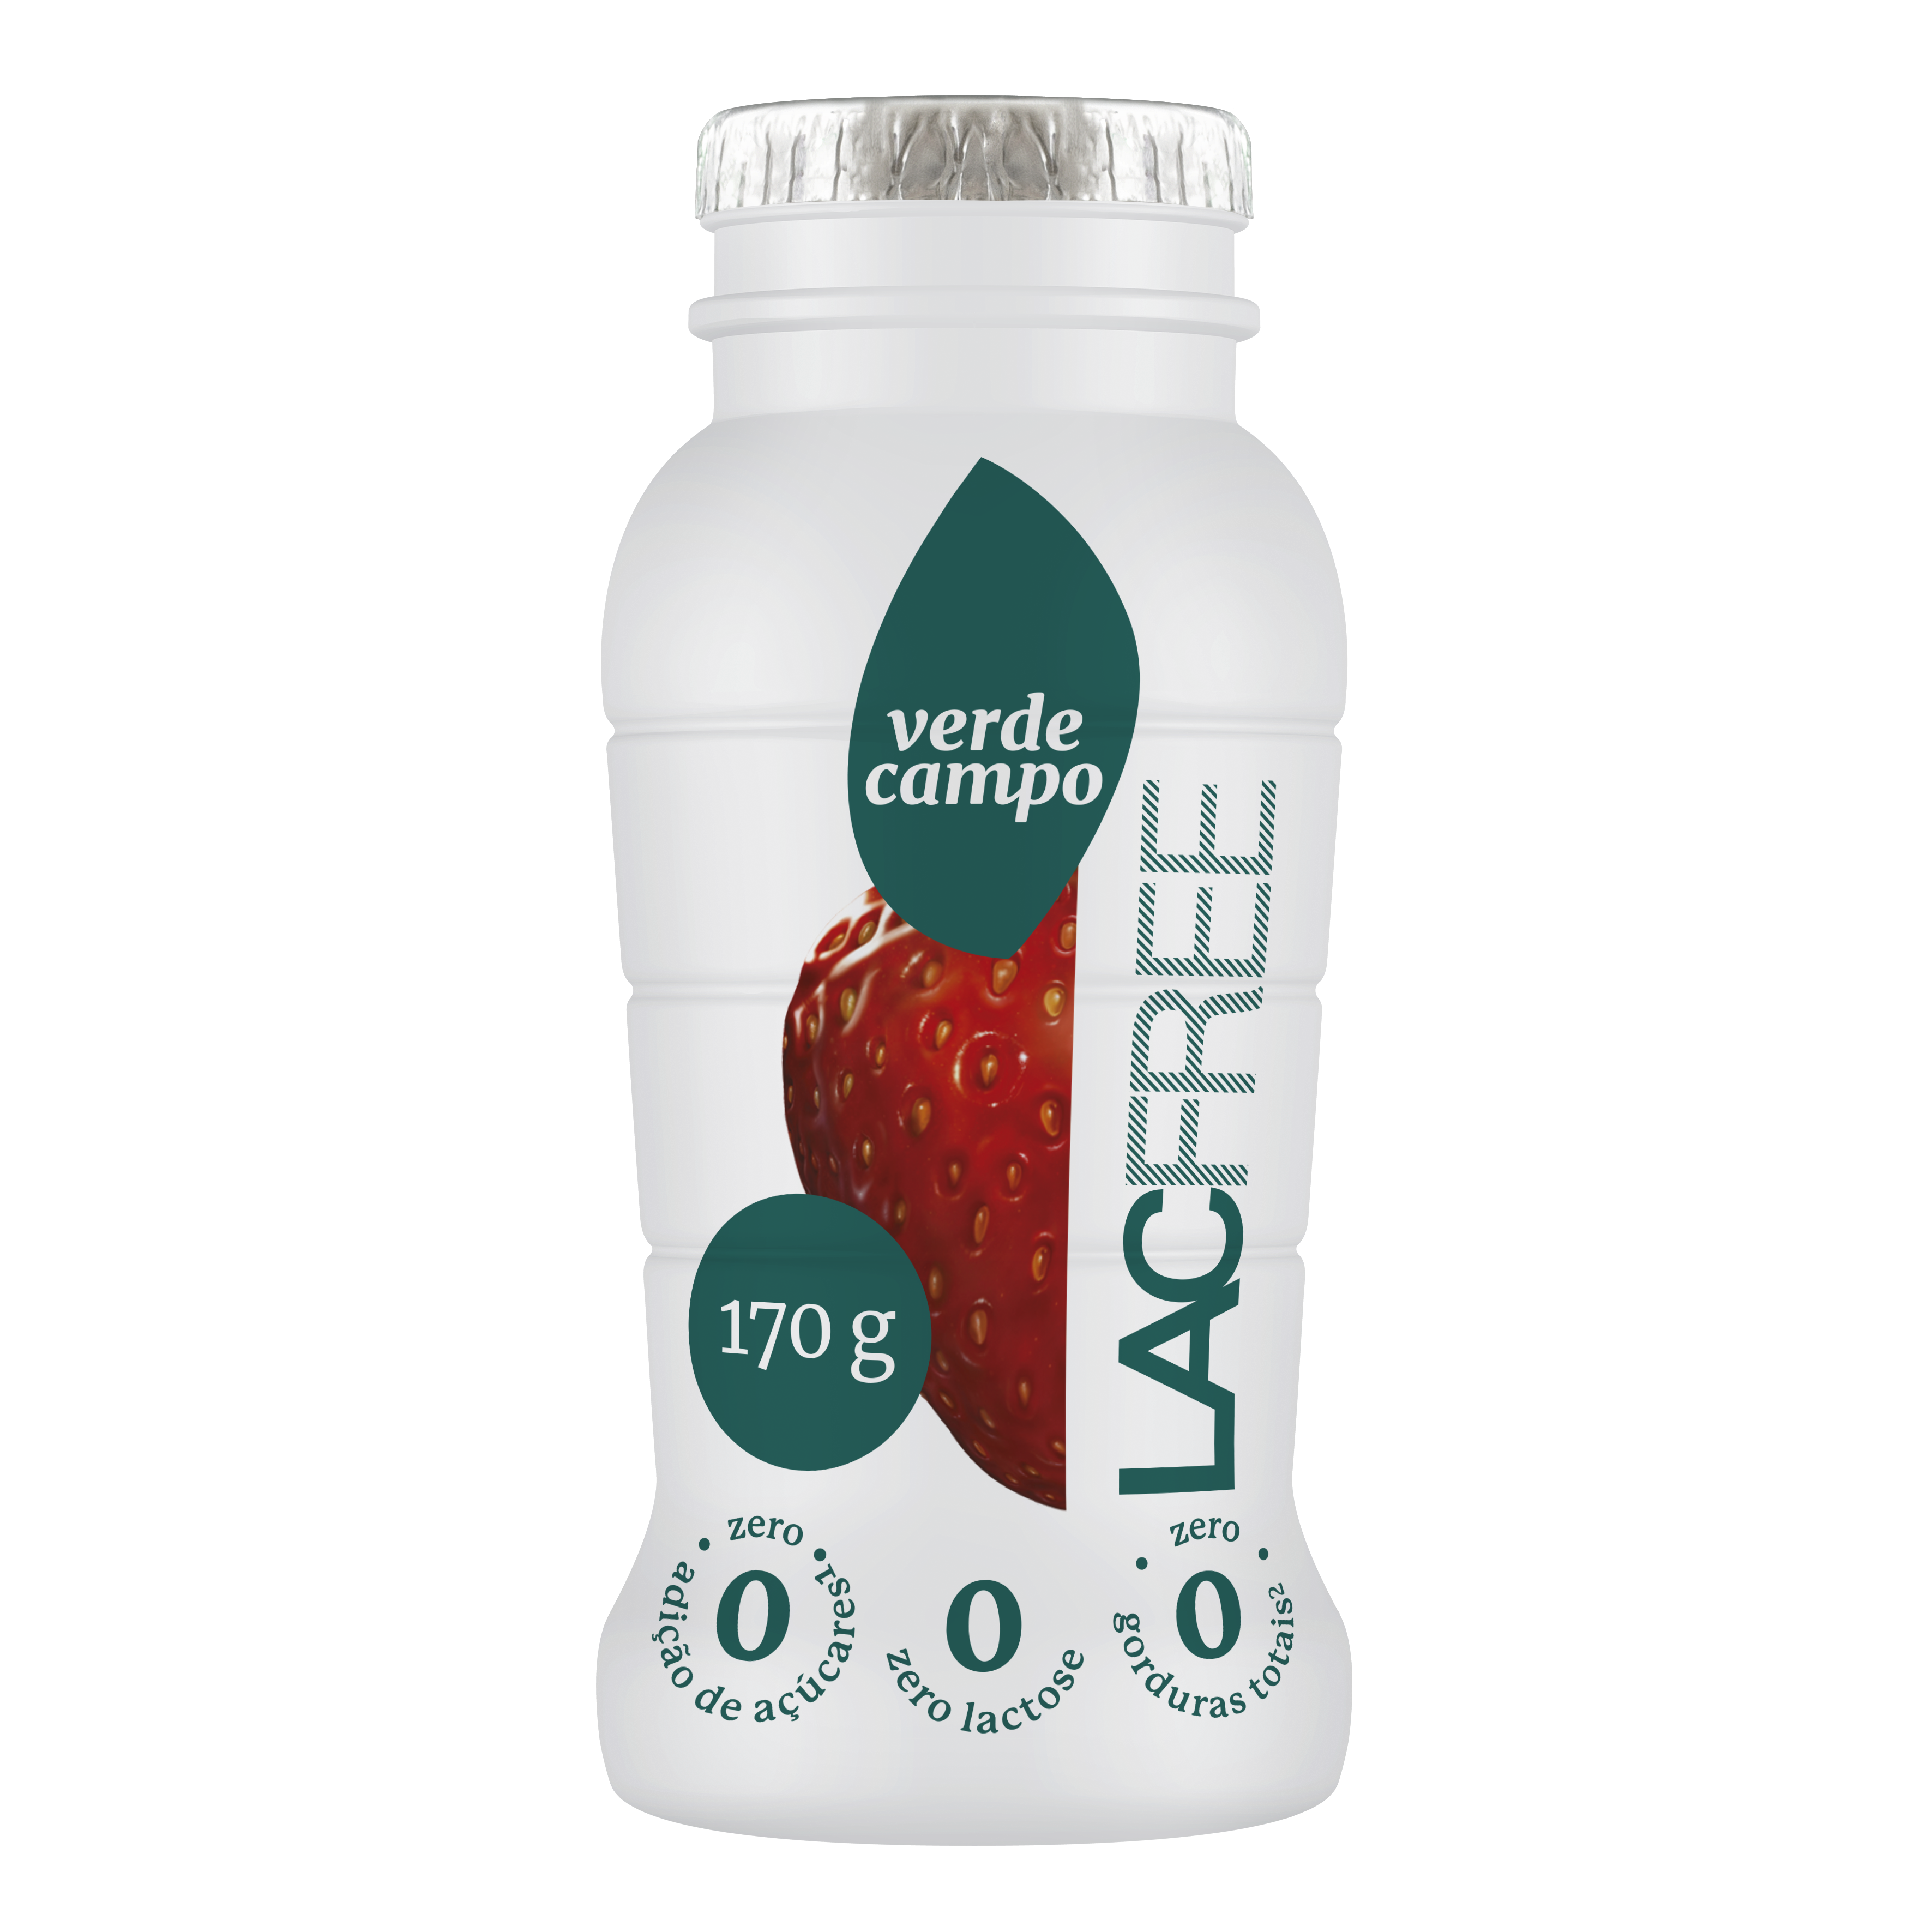 verde
campo
LACFREE
170 g
zero
0
adição de açúcares¹
0
zero lactose
zero
0
gorduras totais²